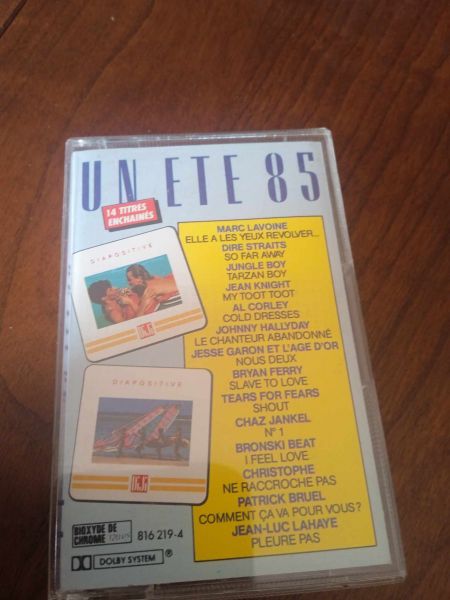 UN ETE 85
14 TITRES
ENCHAINÉS
MARC LAVOINE
ELLE A LES YEUX REVOLVER...
DIRE STRAITS
SO FAR AWAY
JUNGLE BOY
TARZAN BOY
JEAN KNIGHT
MY TOOT TOOT
AL CORLEY
COLD DRESSES
JOHNNY HALLYDAY
LE CHANTEUR ABANDONNÉ
JESSE GARON ET L'AGE D'OR
NOUS DEUX
BRYAN FERRY
SLAVE TO LOVE
TEARS FOR FEARS
SHOUT
CHAZ JANKEL
N° 1
BRONSKI BEAT
I FEEL LOVE
CHRISTOPHE
NE RACCROCHE PAS
PATRICK BRUEL
COMMENT ÇA VA POUR VOUS?
JEAN-LUC LAHAYE
PLEURE PAS
DIAPOSITIVE
DIAPOSITIVE
BIOXYDE DE
CHROME
816 219-4
DOLBY SYSTEM ®